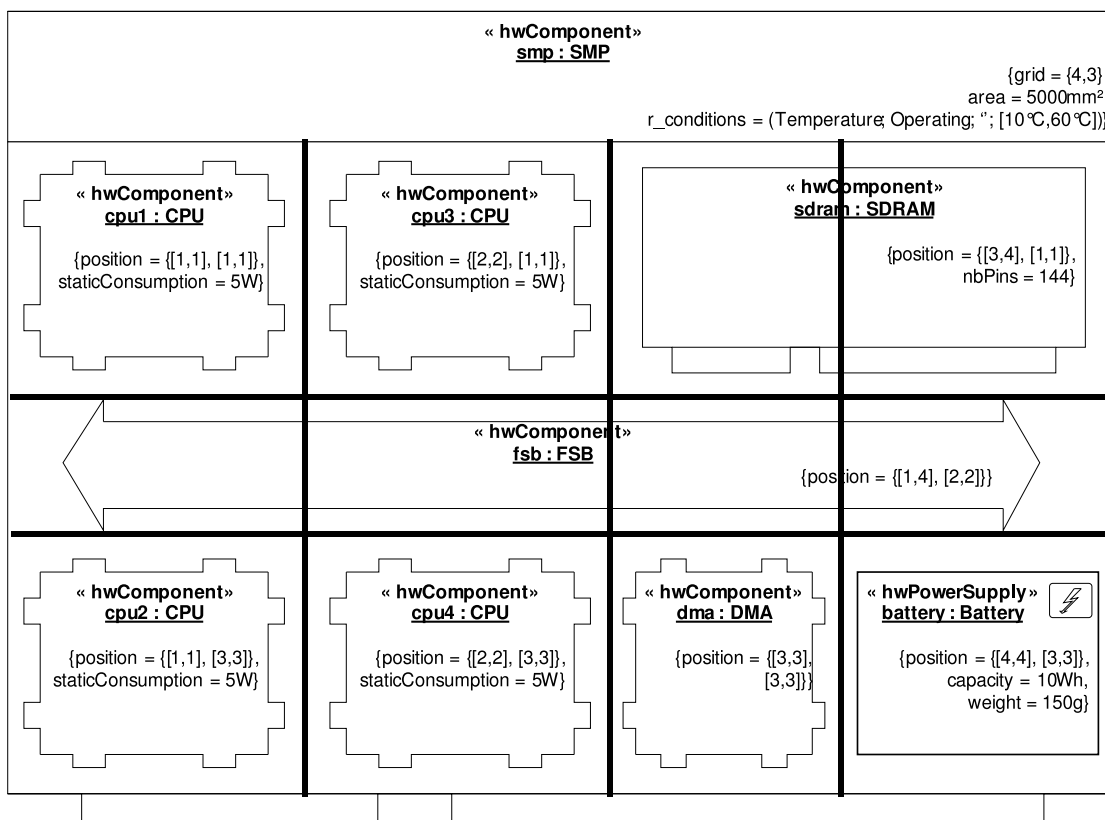 « hwComponent»
smp : SMP
{grid = {4,3}
area = 5000mm²
r_conditions = (Temperature; Operating; ‘’; [10°C,60°C])}
« hwComponent»
cpu1 : CPU
{position = {[1,1], [1,1]},
staticConsumption = 5W}
« hwComponent»
cpu3 : CPU
{position = {[2,2], [1,1]},
staticConsumption = 5W}
« hwComponent»
sdram : SDRAM
{position = {[3,4], [1,1]},
nbPins = 144}
« hwComponent»
fsb : FSB
{position = {[1,4], [2,2]}}
« hwComponent»
cpu2 : CPU
{position = {[1,1], [3,3]},
staticConsumption = 5W}
« hwComponent»
cpu4 : CPU
{position = {[2,2], [3,3]},
staticConsumption = 5W}
« hwComponent»
dma : DMA
{position = {[3,3],
[3,3]}}
« hwPowerSupply»
battery : Battery
{position = {[4,4], [3,3]},
capacity = 10Wh,
weight = 150g}